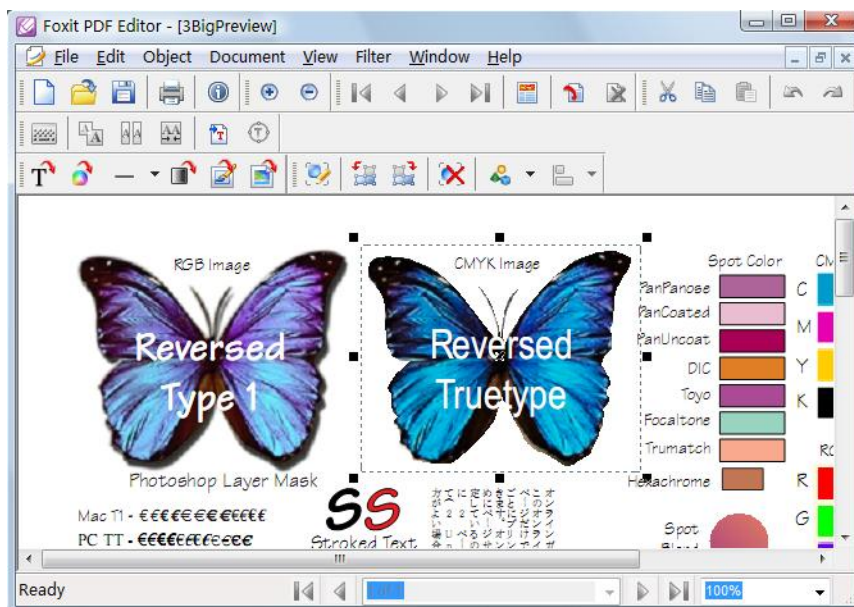 Foxit PDF Editor - [3BigPreview]
File Edit Object Document View Filter Window Help
RGB Image
Reversed
Type 1
Photoshop Layer Mask
CMYK Image
Reversed
Truetype
Spot Color
PanPanose
PanCoated
PanUncoat
DIC
Toyo
Focaltone
Trumatch
Hexachrome
C
M
Y
K
R
G
Mac T1 - €€€€€€€€€€€€
PC TT - €€€€€€€€€€€€
SS
Stroked Text
Spot
Ready
100%